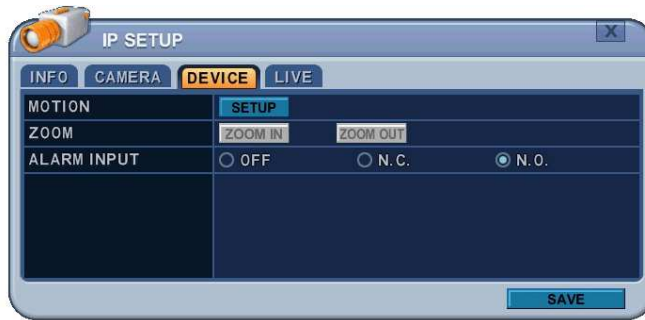 IP SETUP X
INFO CAMERA DEVICE LIVE
MOTION SETUP
ZOOM ZOOM IN ZOOM OUT
ALARM INPUT OFF N.C. N.O.
SAVE